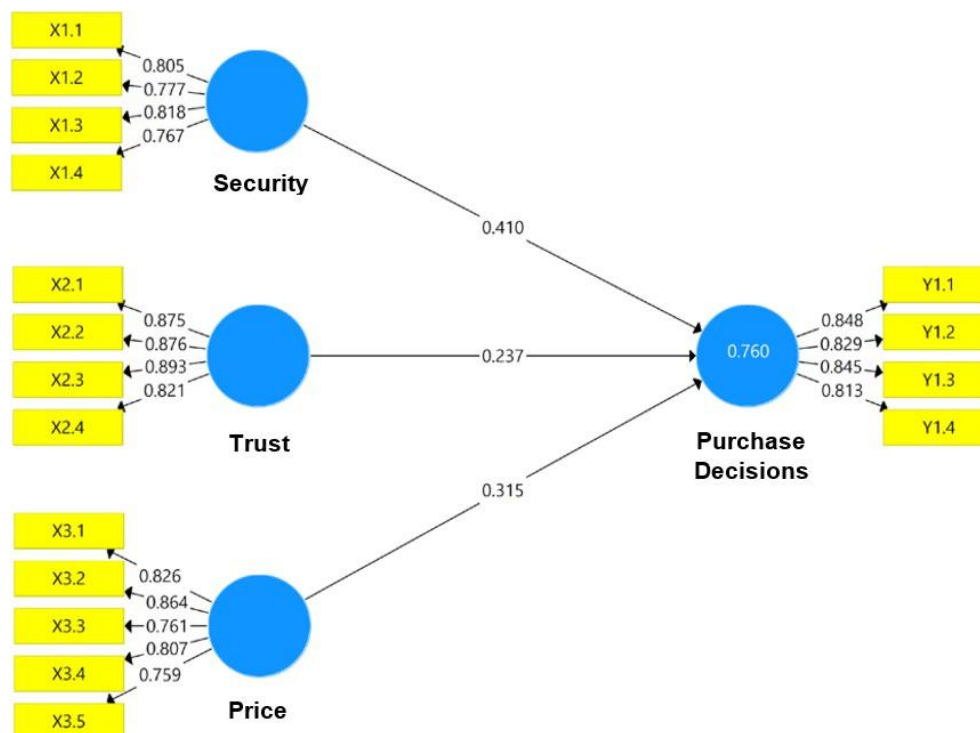 X1.1
0.805
X1.2
0.777
X1.3
0.818
0.767
X1.4
Security
0.410
X2.1
0.875
X2.2
0.876
X2.3
0.893
0.821
X2.4
Trust
0.237
0.760
Purchase
Decisions
Y1.1
0.848
Y1.2
0.829
0.845
Y1.3
0.813
Y1.4
0.315
X3.1
0.826
X3.2
0.864
X3.3
0.761
0.807
X3.4
0.759
X3.5
Price